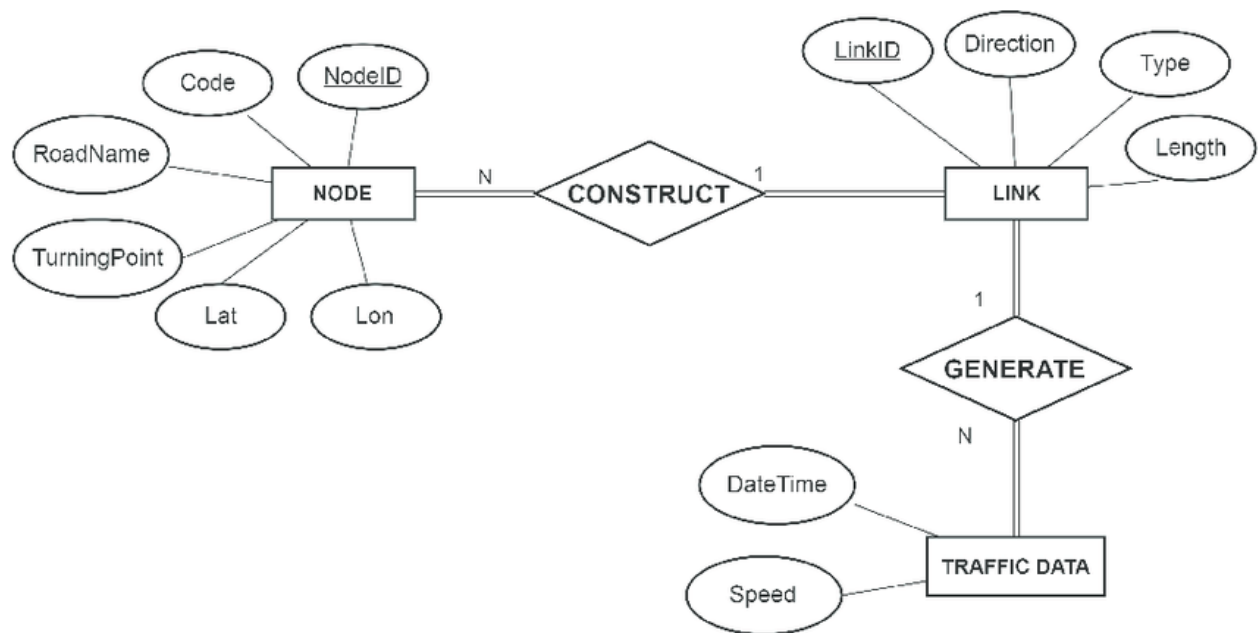 LinkID
Direction
Type
Length
Code
NodeID
RoadName
NODE
N
CONSTRUCT
1
LINK
TurningPoint
Lat
Lon
1
GENERATE
N
DateTime
TRAFFIC DATA
Speed